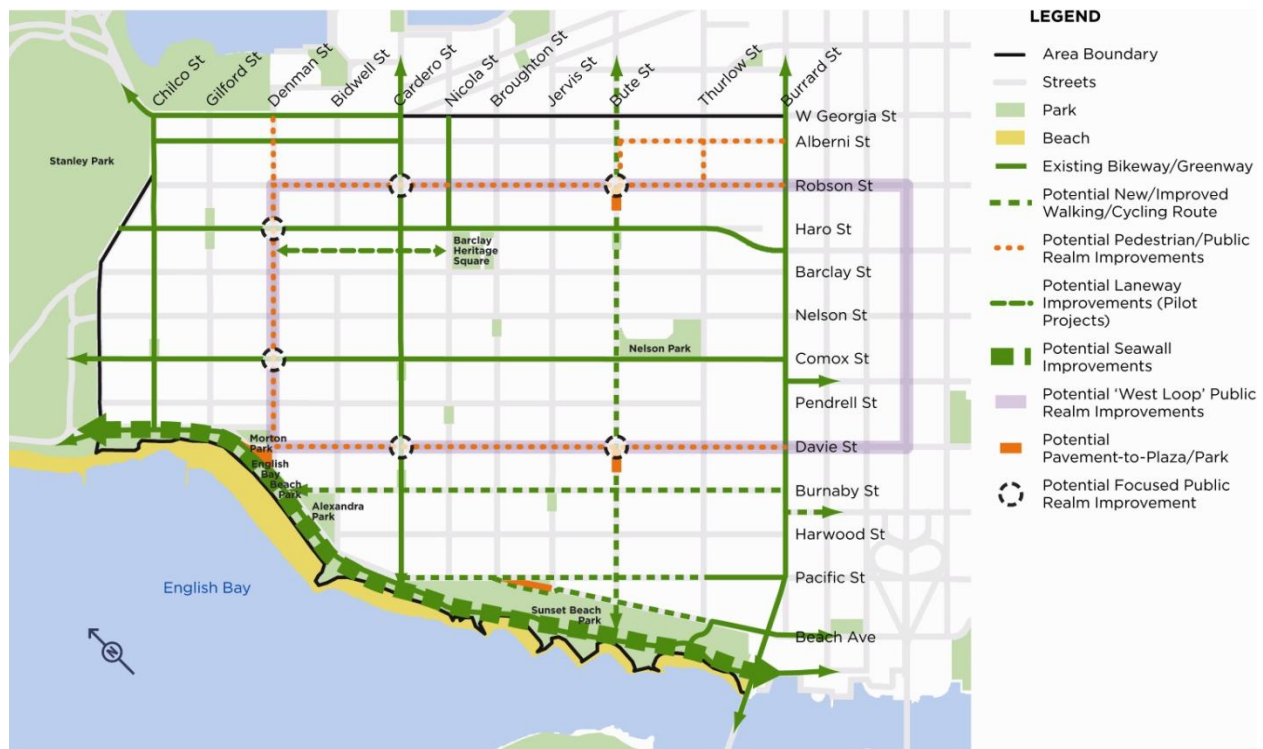 Chilco St
Gilford St
Denman St
Bidwell St
Cardero St
Nicola St
Broughton St
Jervis St
Bute St
Thurlow St
Burrard St
W Georgia St
Alberni St
Robson St
Haro St
Barclay St
Nelson St
Comox St
Pendrell St
Davie St
Burnaby St
Harwood St
Pacific St
Beach Ave
Stanley Park
Barclay
Heritage
Square
Nelson Park
Morton
Park
English
Bay
Beach
Park
Alexandra
Park
Sunset Beach
Park
English Bay
N
LEGEND
Area Boundary
Streets
Park
Beach
Existing Bikeway/Greenway
Potential New/Improved
Walking/Cycling Route
Potential Pedestrian/Public
Realm Improvements
Potential Laneway
Improvements (Pilot
Projects)
Potential Seawall
Improvements
Potential 'West Loop' Public
Realm Improvements
Potential
Pavement-to-Plaza/Park
Potential Focused Public
Realm Improvement